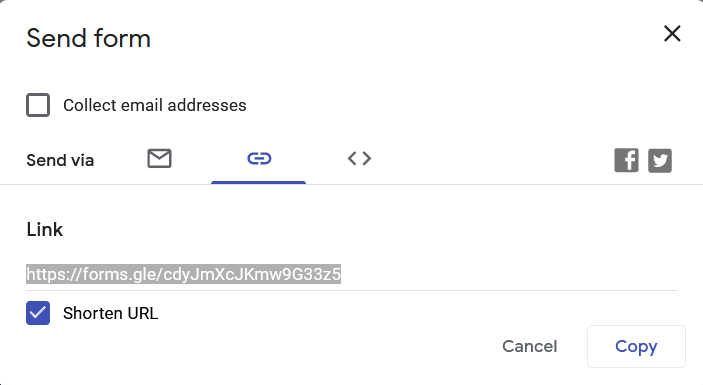 Send form
Collect email addresses
Send via
Link
https://forms.gle/cdyJmXcJKmw9G33z5
Shorten URL
Cancel Copy